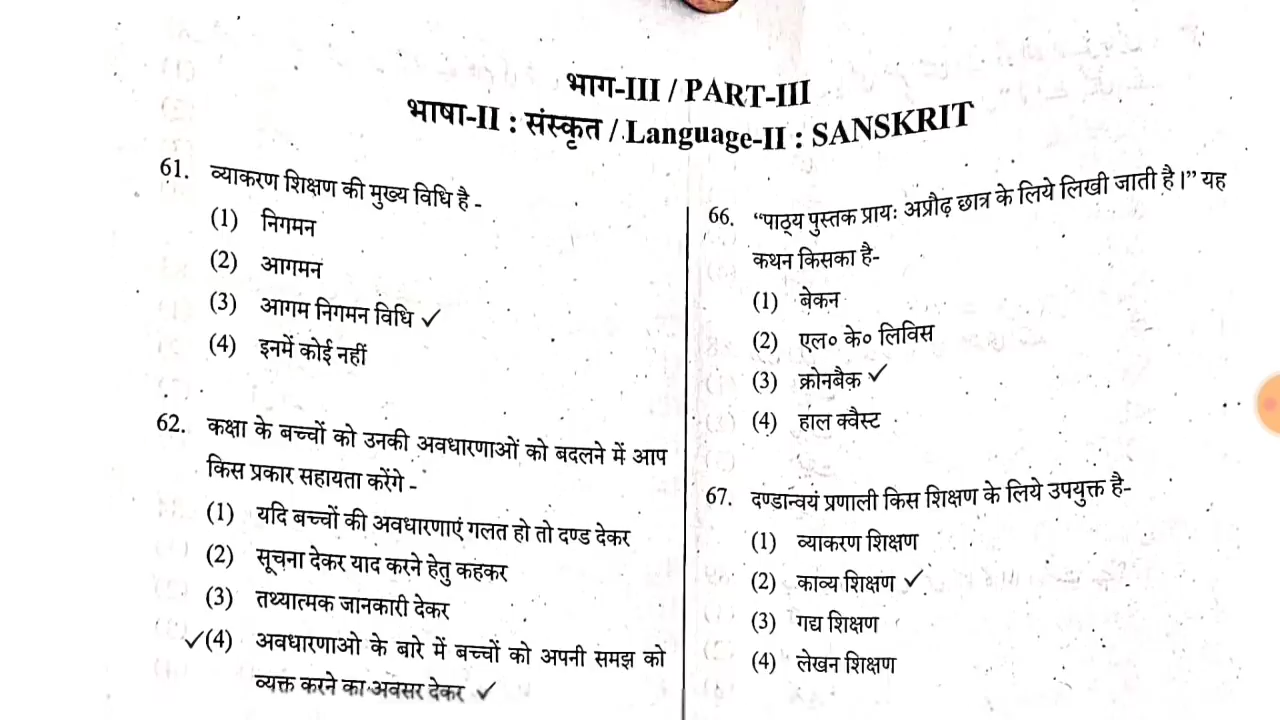 भाग-III / PART-III
भाषा-II : संस्कृत / Language-II : SANSKRIT
61. व्याकरण शिक्षण की मुख्य विधि है -
(1) निगमन
(2) आगमन
(3) आगम निगमन विधि ✓
(4) इनमें कोई नहीं
62. कक्षा के बच्चों को उनकी अवधारणाओं को बदलने में आप
किस प्रकार सहायता करेंगे -
(1) यदि बच्चों की अवधारणाएं गलत हो तो दण्ड देकर
(2) सूचना देकर याद करने हेतु कहकर
(3) तथ्यात्मक जानकारी देकर
✓(4) अवधारणाओ के बारे में बच्चों को अपनी समझ को
व्यक्त करने का अवसर देकर ✓
66. “पाठ्य पुस्तक प्रायः अप्रौढ़ छात्र के लिये लिखी जाती है।” यह
कथन किसका है-
(1) बेकन
(2) एल० के० लिविस
(3) क्रोनबैक ✓
(4) हाल क्वैस्ट
67. दण्डान्वयं प्रणाली किस शिक्षण के लिये उपयुक्त है-
(1) व्याकरण शिक्षण
(2) काव्य शिक्षण ✓
(3) गद्य शिक्षण
(4) लेखन शिक्षण